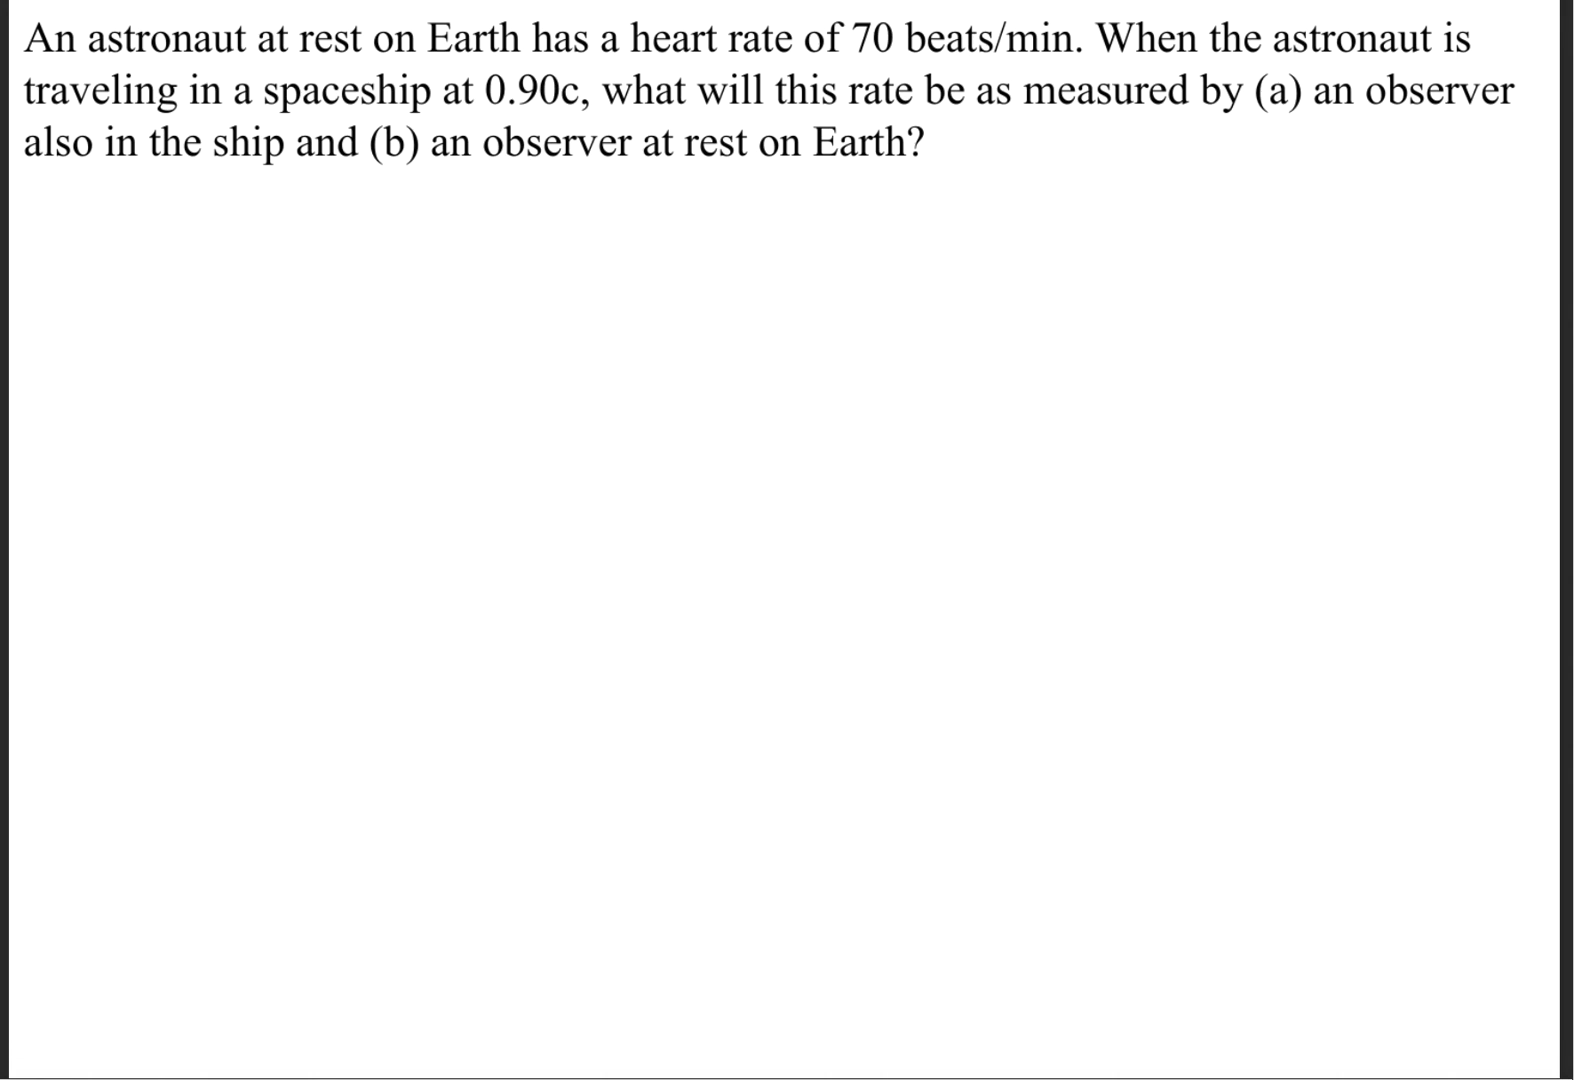 An astronaut at rest on Earth has a heart rate of 70 beats/min. When the astronaut is
traveling in a spaceship at 0.90c, what will this rate be as measured by (a) an observer
also in the ship and (b) an observer at rest on Earth?